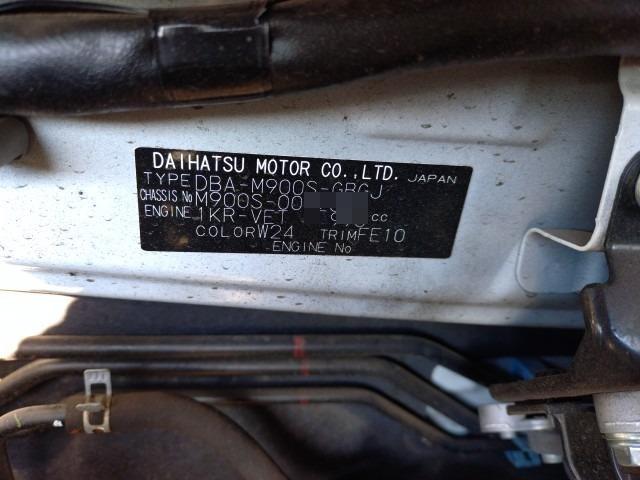 DAIHATSU MOTOR CO.,LTD. JAPAN
TYPE DBA-M900S-GBGJ
CHASSIS No M900S-00
ENGINE 1KR-VET cc
COLOR W24 TRIM FE10
ENGINE No